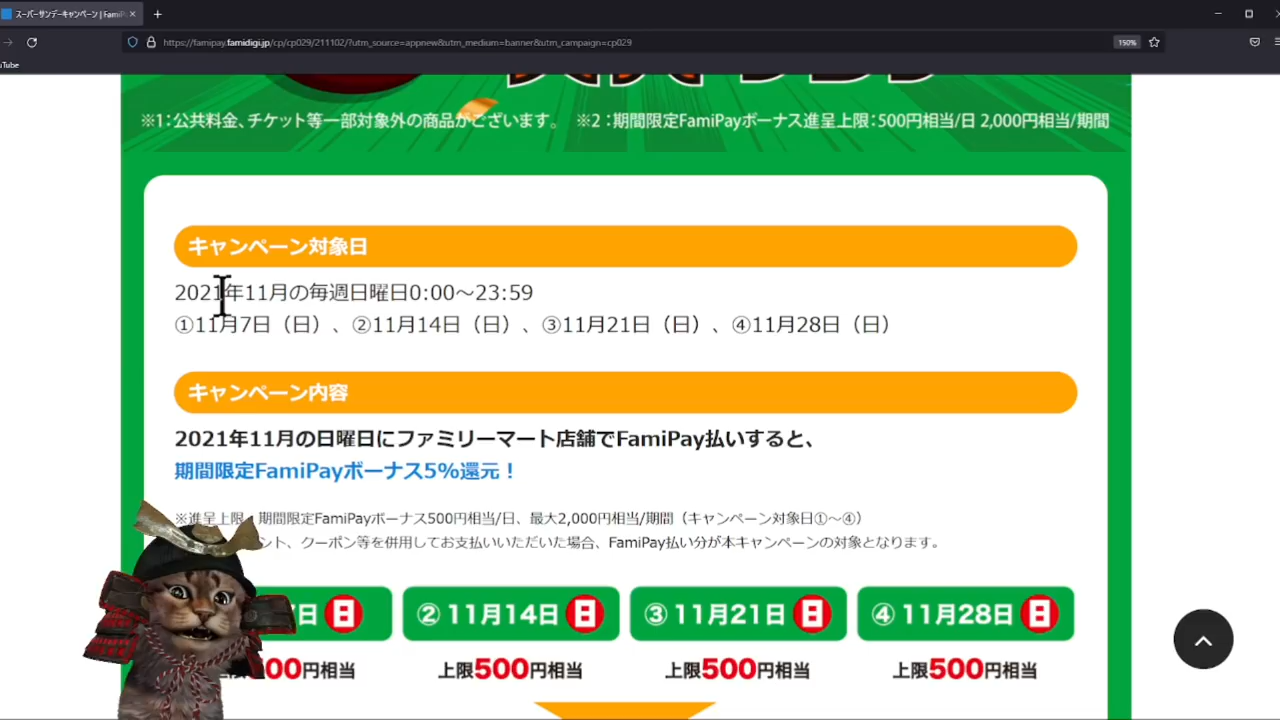 スーパーサンデーキャンペーン | FamiP
https://famipay.famidigi.jp/cp/cp029/211102/?utm_source=appnew&utm_medium=banner&utm_campaign=cp029
150%
uTube
※1：公共料金、チケット等一部対象外の商品がございます。 ※2：期間限定FamiPayボーナス進呈上限：500円相当/日 2,000円相当/期間
キャンペーン対象日
2021年11月の毎週日曜日0:00～23:59
①11月7日（日）、②11月14日（日）、③11月21日（日）、④11月28日（日）
キャンペーン内容
2021年11月の日曜日にファミリーマート店舗でFamiPay払いすると、
期間限定FamiPayボーナス5%還元！
※進呈上限：期間限定FamiPayボーナス500円相当/日、最大2,000円相当/期間（キャンペーン対象日①～④）
ント、クーポン等を併用してお支払いいただいた場合、FamiPay払い分が本キャンペーンの対象となります。
日 日 ② 11月14日 日 ③ 11月21日 日 ④ 11月28日 日
00円相当 上限500円相当 上限500円相当 上限500円相当